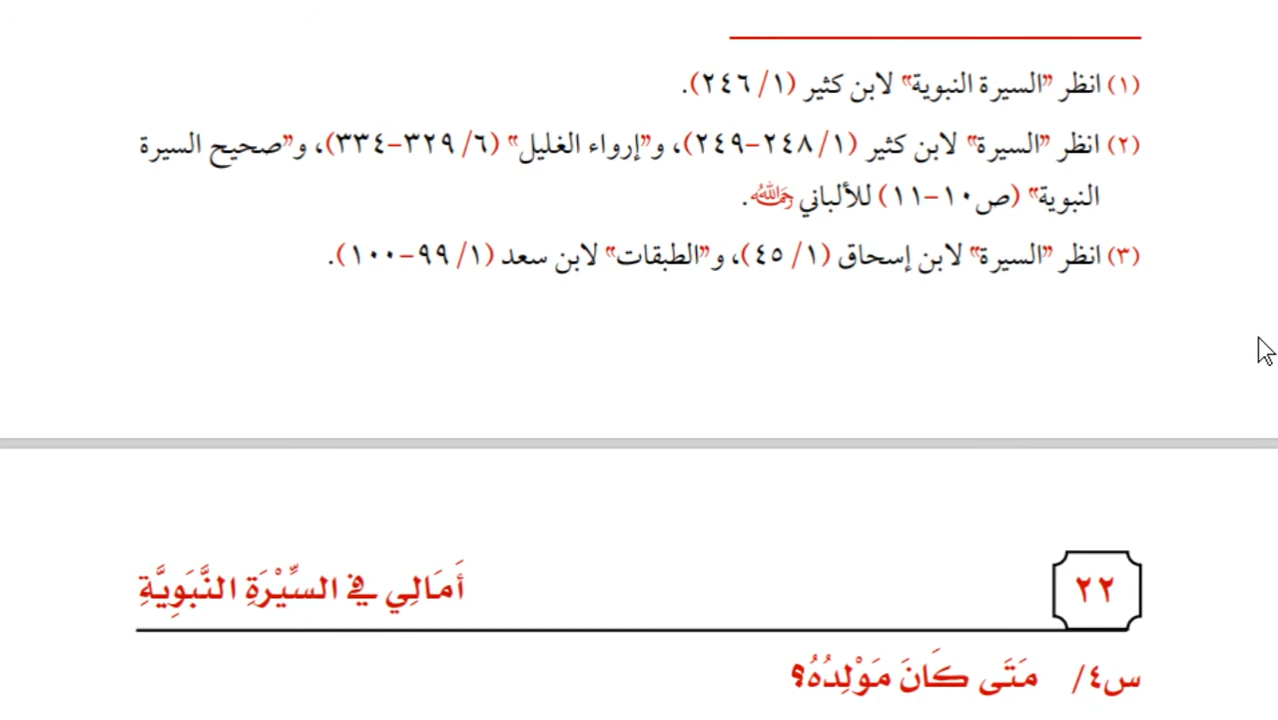 (١) انظر "السيرة النبوية" لابن كثير (١/ ٢٤٦).
(٢) انظر "السيرة" لابن كثير (١/ ٢٤٨-٢٤٩)، و"إرواء الغليل" (٦/ ٣٢٩-٣٣٤)، و"صحيح السيرة
النبوية" (ص١٠-١١) للألباني رحمه الله.
(٣) انظر "السيرة" لابن إسحاق (١/ ٤٥)، و"الطبقات" لابن سعد (١/ ٩٩-١٠٠).
٢٢ أَمَالِي في السِّيْرَةِ النَّبَوِيَّةِ
س٤/ مَتَى كَانَ مَوْلِدُهُ؟